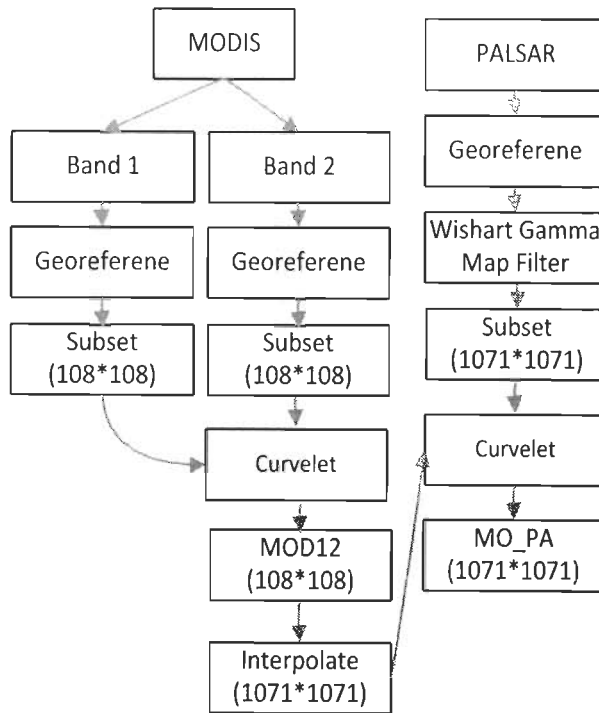 MODIS
Band 1
Band 2
Georeferene
Georeferene
Subset
(108*108)
Subset
(108*108)
Curvelet
MOD12
(108*108)
Interpolate
(1071*1071)
PALSAR
Georeferene
Wishart Gamma
Map Filter
Subset
(1071*1071)
Curvelet
MO_PA
(1071*1071)